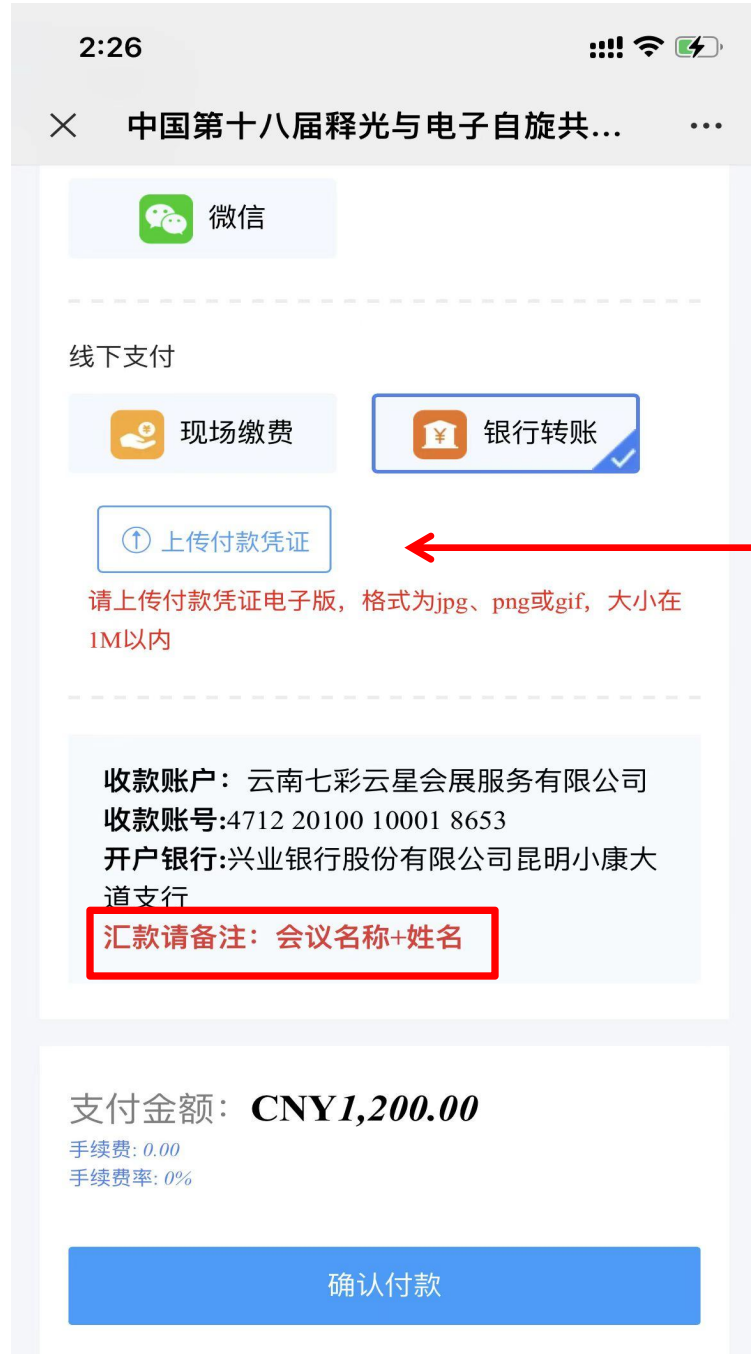 2:26
中国第十八届释光与电子自旋共...
微信
线下支付
现场缴费
银行转账
上传付款凭证
请上传付款凭证电子版，格式为jpg、png或gif，大小在
1M以内
收款账户：云南七彩云星会展服务有限公司
收款账号:4712 20100 10001 8653
开户银行:兴业银行股份有限公司昆明小康大
道支行
汇款请备注：会议名称+姓名
支付金额：CNY1,200.00
手续费: 0.00
手续费率: 0%
确认付款